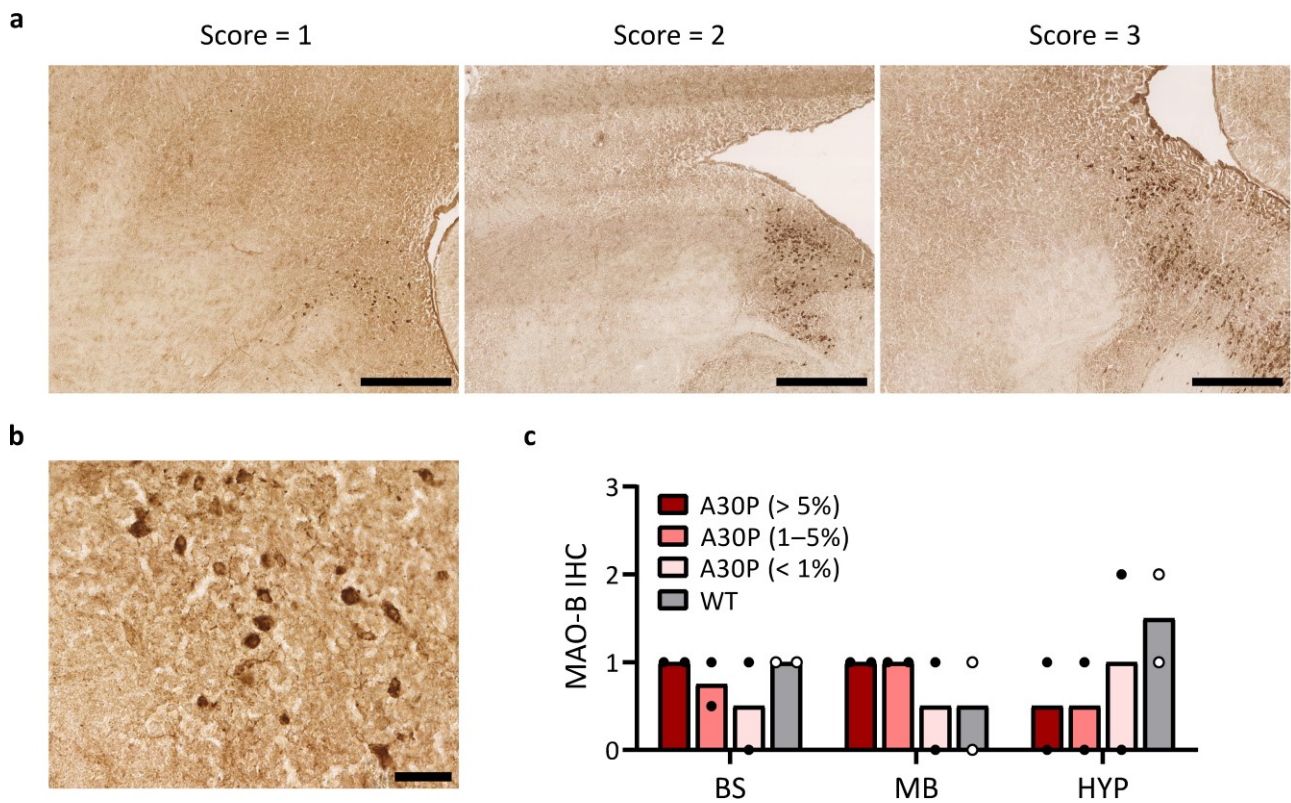 a
Score = 1
Score = 2
Score = 3
b
c
MAO-B IHC
3
2
1
0
A30P (> 5%)
A30P (1–5%)
A30P (< 1%)
WT
BS
MB
HYP